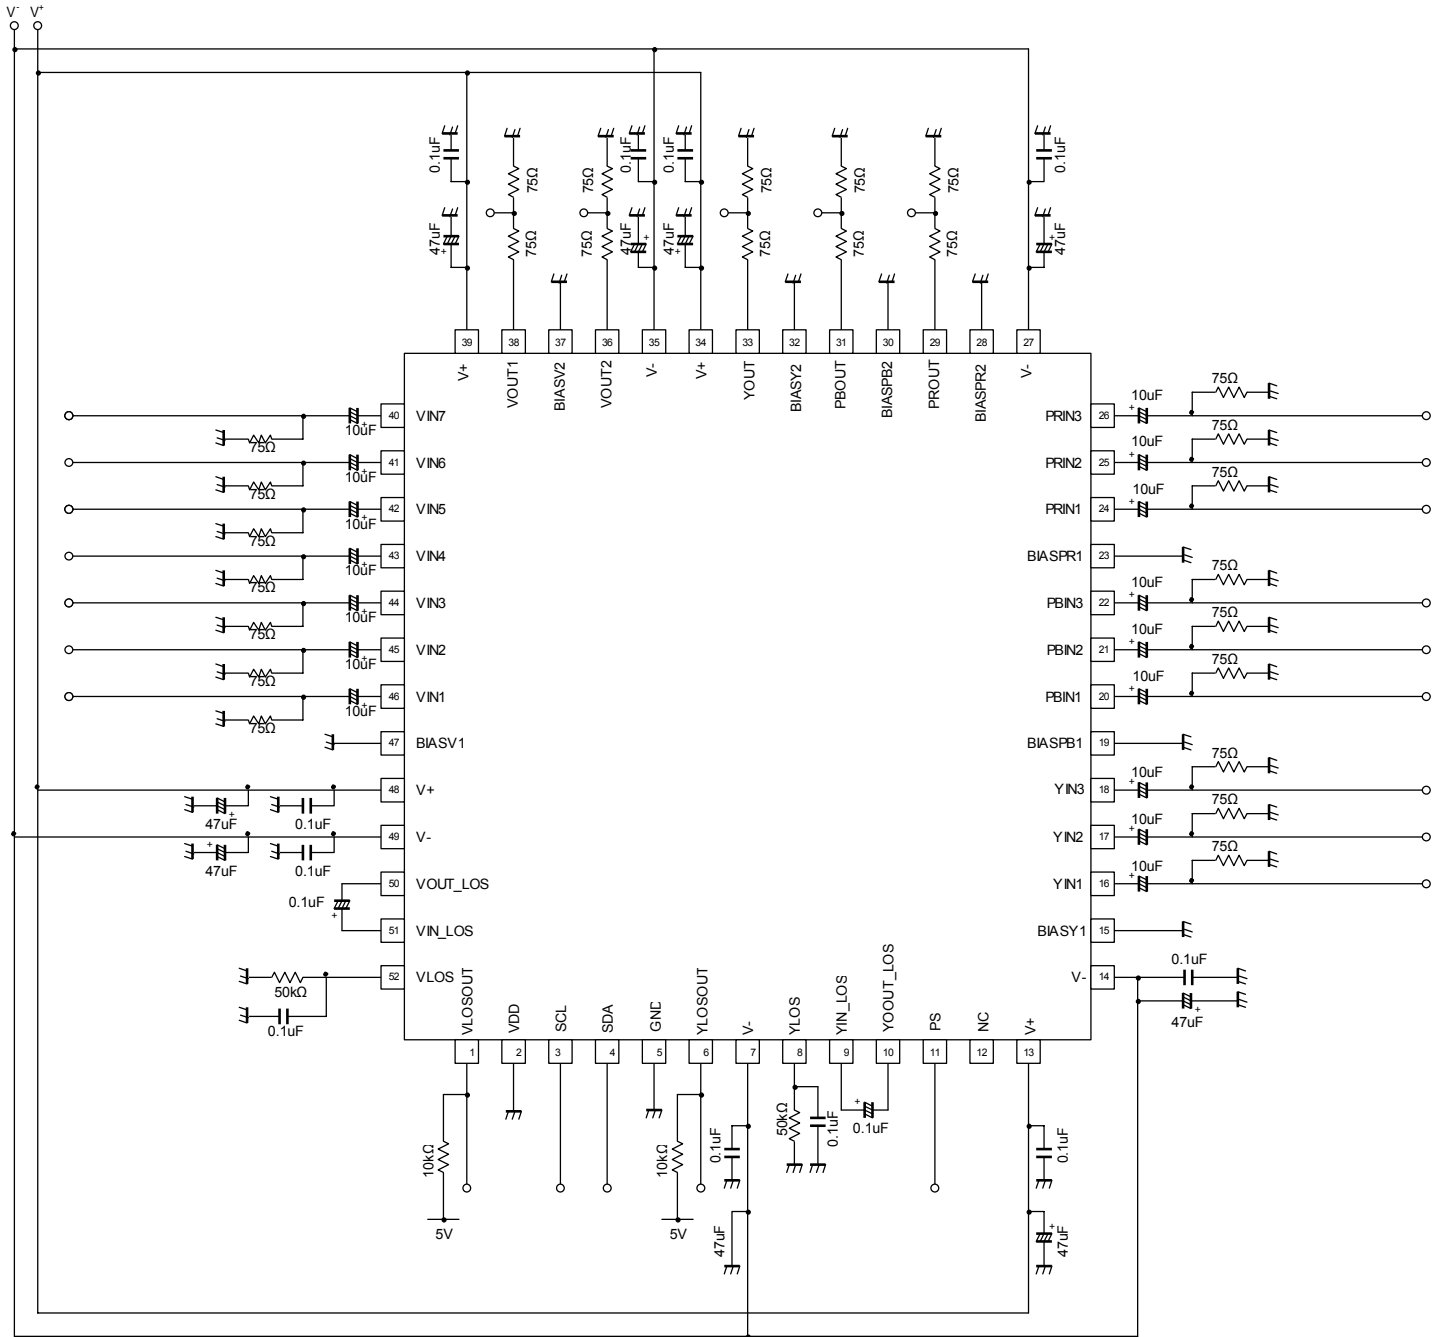 V- V+
0.1uF 75Ω 75Ω 0.1uF 0.1uF 75Ω 75Ω 75Ω 0.1uF
47uF 75Ω 75Ω 47uF 47uF 75Ω 75Ω 75Ω 47uF
39 38 37 36 35 34 33 32 31 30 29 28 27
V+ VOUT1 BIASV2 VOUT2 V- V+ YOUT BIASY2 PBOUT BIASPB2 PROUT BIASPR2 V-
75Ω 10uF 40 VIN7
75Ω 10uF 41 VIN6
75Ω 10uF 42 VIN5
75Ω 10uF 43 VIN4
75Ω 10uF 44 VIN3
75Ω 10uF 45 VIN2
75Ω 10uF 46 VIN1
47 BIASV1
48 V+
47uF 0.1uF
49 V-
47uF 0.1uF
50 VOUT_LOS
0.1uF
51 VIN_LOS
52 VLOS
50kΩ
0.1uF
PRIN3 26 10uF 75Ω
PRIN2 25 10uF 75Ω
PRIN1 24 10uF 75Ω
BIASPR1 23
PBIN3 22 10uF 75Ω
PBIN2 21 10uF 75Ω
PBIN1 20 10uF 75Ω
BIASPB1 19
YIN3 18 10uF 75Ω
YIN2 17 10uF 75Ω
YIN1 16 10uF 75Ω
BIASY1 15
V- 14
0.1uF
47uF
VLOSOUT VDD SCL SDA GND YLOSOUT V- YLOS YIN_LOS YOOUT_LOS PS NC V+
1 2 3 4 5 6 7 8 9 10 11 12 13
10kΩ 10kΩ 0.1uF 50kΩ 0.1uF 0.1uF 0.1uF
5V 5V 47uF 47uF